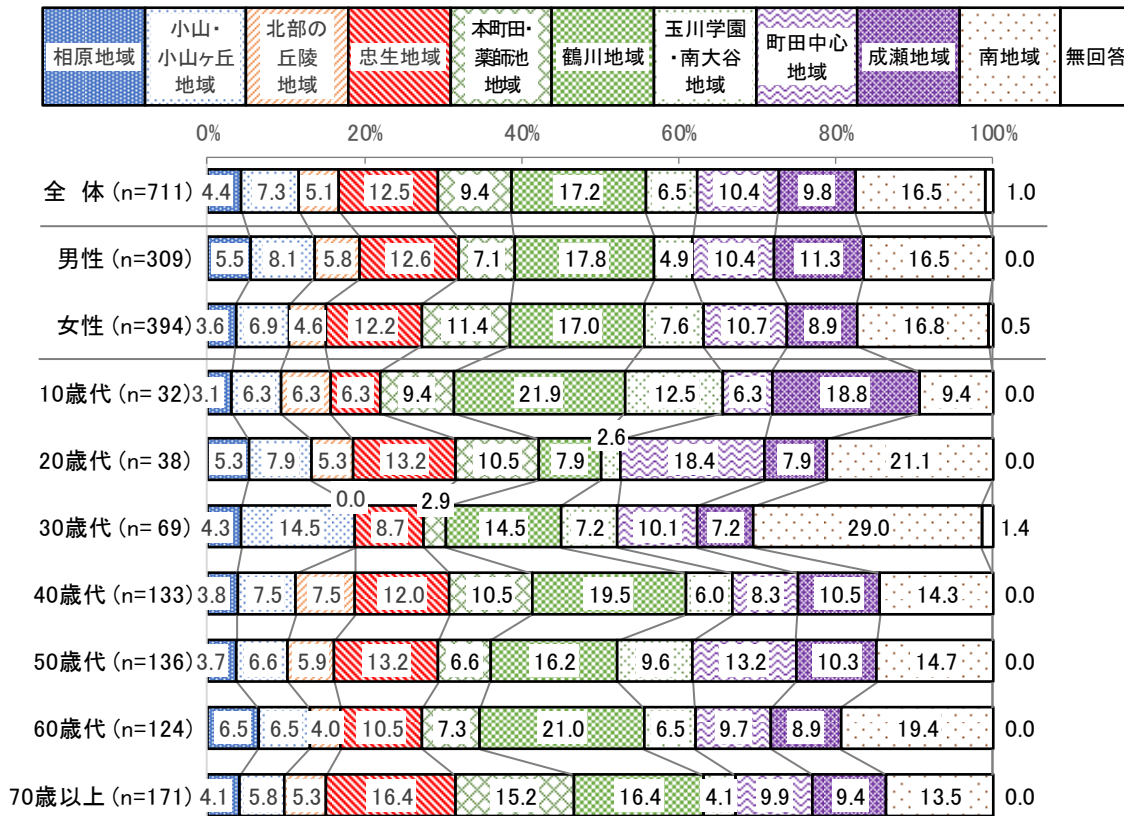 相原地域
小山・
小山ヶ丘
地域
北部の
丘陵
地域
忠生地域
本町田・
薬師池
地域
鶴川地域
玉川学園
・南大谷
地域
町田中心
地域
成瀬地域
南地域
無回答
0% 20% 40% 60% 80% 100%
全 体 (n=711) 4.4 7.3 5.1 12.5 9.4 17.2 6.5 10.4 9.8 16.5 1.0
男性 (n=309) 5.5 8.1 5.8 12.6 7.1 17.8 4.9 10.4 11.3 16.5 0.0
女性 (n=394) 3.6 6.9 4.6 12.2 11.4 17.0 7.6 10.7 8.9 16.8 0.5
10歳代 (n= 32) 3.1 6.3 6.3 6.3 9.4 21.9 12.5 6.3 18.8 9.4 0.0
20歳代 (n= 38) 5.3 7.9 5.3 13.2 10.5 7.9 2.6 18.4 7.9 21.1 0.0
30歳代 (n= 69) 4.3 14.5 0.0 8.7 2.9 14.5 7.2 10.1 7.2 29.0 1.4
40歳代 (n=133) 3.8 7.5 7.5 12.0 10.5 19.5 6.0 8.3 10.5 14.3 0.0
50歳代 (n=136) 3.7 6.6 5.9 13.2 6.6 16.2 9.6 13.2 10.3 14.7 0.0
60歳代 (n=124) 6.5 6.5 4.0 10.5 7.3 21.0 6.5 9.7 8.9 19.4 0.0
70歳以上 (n=171) 4.1 5.8 5.3 16.4 15.2 16.4 4.1 9.9 9.4 13.5 0.0